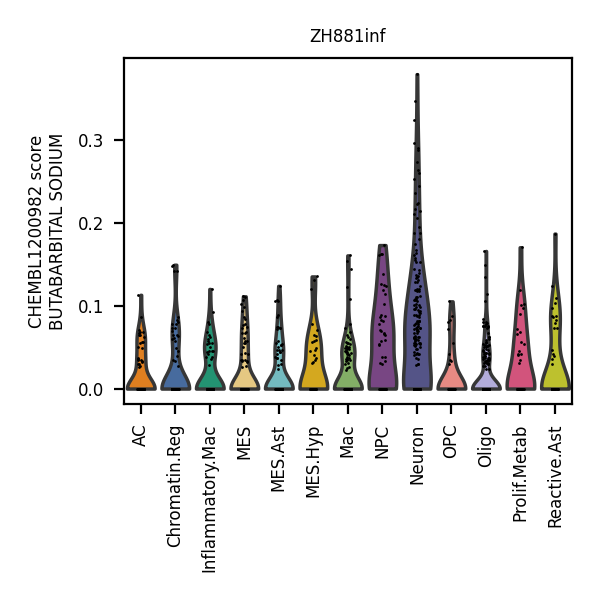 ZH881inf
CHEMBL1200982 score
BUTABARBITAL SODIUM
0.3
0.2
0.1
0.0
AC
Chromatin.Reg
Inflammatory.Mac
MES
MES.Ast
MES.Hyp
Mac
NPC
Neuron
OPC
Oligo
Prolif.Metab
Reactive.Ast